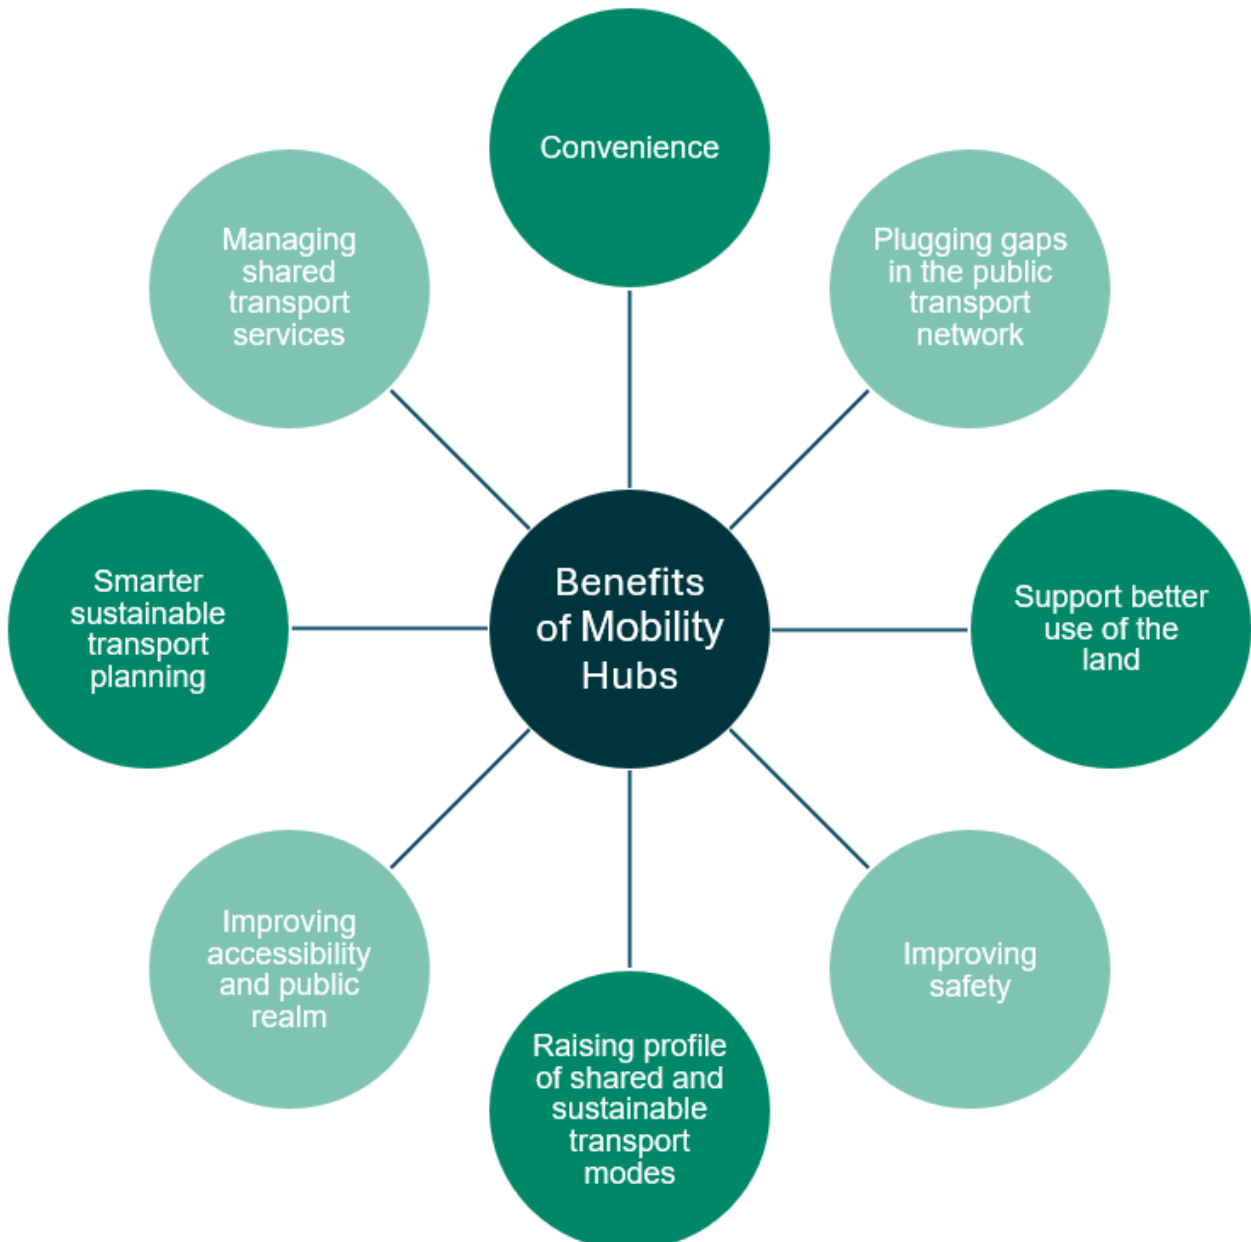 Convenience
Plugging gaps
in the public
transport
network
Support better
use of the
land
Improving
safety
Raising profile
of shared and
sustainable
transport
modes
Improving
accessibility
and public
realm
Smarter
sustainable
transport
planning
Managing
shared
transport
services
Benefits
of Mobility
Hubs